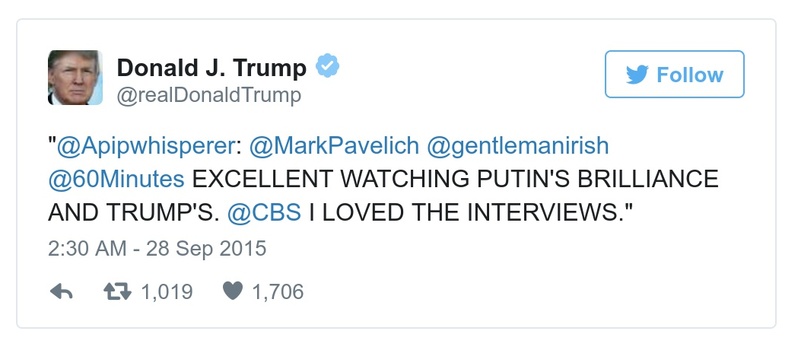 Donald J. Trump
@realDonaldTrump
Follow
"@Apipwhisperer: @MarkPavelich @gentlemanirish
@60Minutes EXCELLENT WATCHING PUTIN'S BRILLIANCE
AND TRUMP'S. @CBS I LOVED THE INTERVIEWS."
2:30 AM - 28 Sep 2015
1,019 1,706